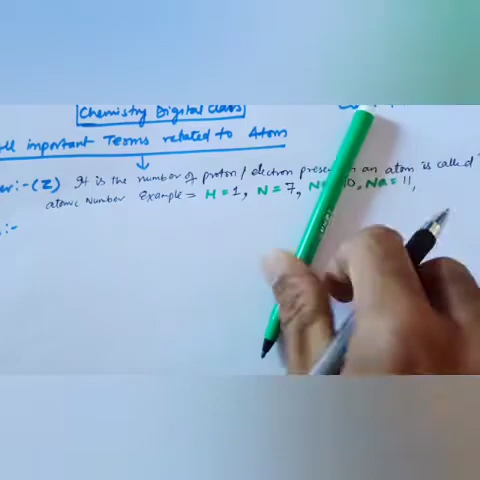 Chemistry Digital Class
All important Terms related to Atom
er:-(Z) It is the number of proton/electron prese in an atom is called
atomic Number Example = H = 1, N = 7, N 10, Na = 11,
:-